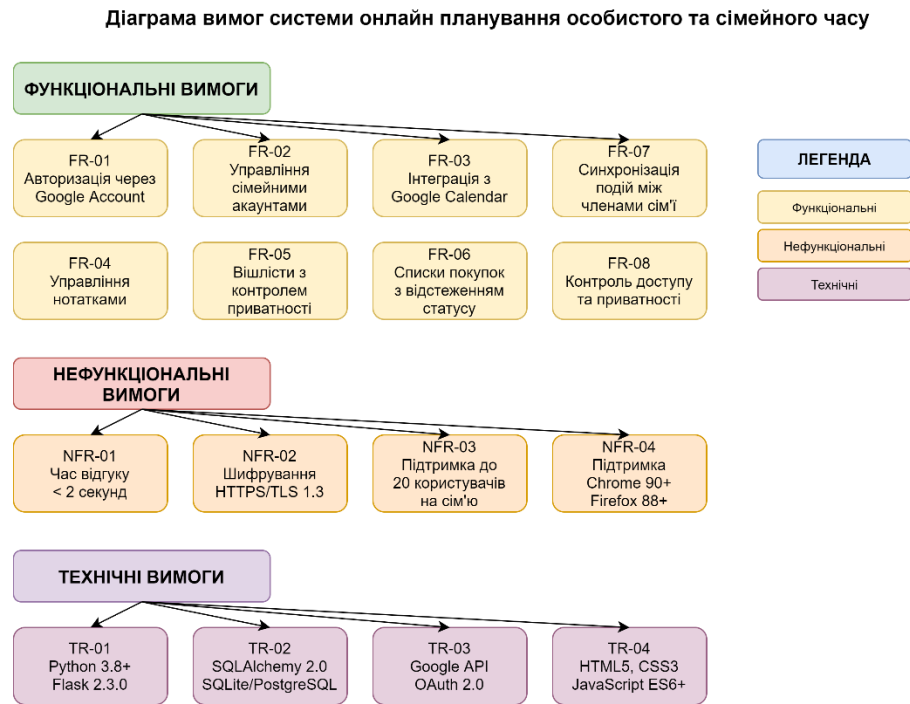 Діаграма вимог системи онлайн планування особистого та сімейного часу
ФУНКЦІОНАЛЬНІ ВИМОГИ
FR-01
Авторизація через
Google Account
FR-02
Управління
сімейними
акаунтами
FR-03
Інтеграція з
Google Calendar
FR-07
Синхронізація
подій між
членами сім'ї
FR-04
Управління
нотатками
FR-05
Вішлісти з
контролем
приватності
FR-06
Списки покупок
з відстеженням
статусу
FR-08
Контроль доступу
та приватності
ЛЕГЕНДА
Функціональні
Нефункціональні
Технічні
НЕФУНКЦІОНАЛЬНІ
ВИМОГИ
NFR-01
Час відгуку
< 2 секунд
NFR-02
Шифрування
HTTPS/TLS 1.3
NFR-03
Підтримка до
20 користувачів
на сім'ю
NFR-04
Підтримка
Chrome 90+
Firefox 88+
ТЕХНІЧНІ ВИМОГИ
TR-01
Python 3.8+
Flask 2.3.0
TR-02
SQLAlchemy 2.0
SQLite/PostgreSQL
TR-03
Google API
OAuth 2.0
TR-04
HTML5, CSS3
JavaScript ES6+